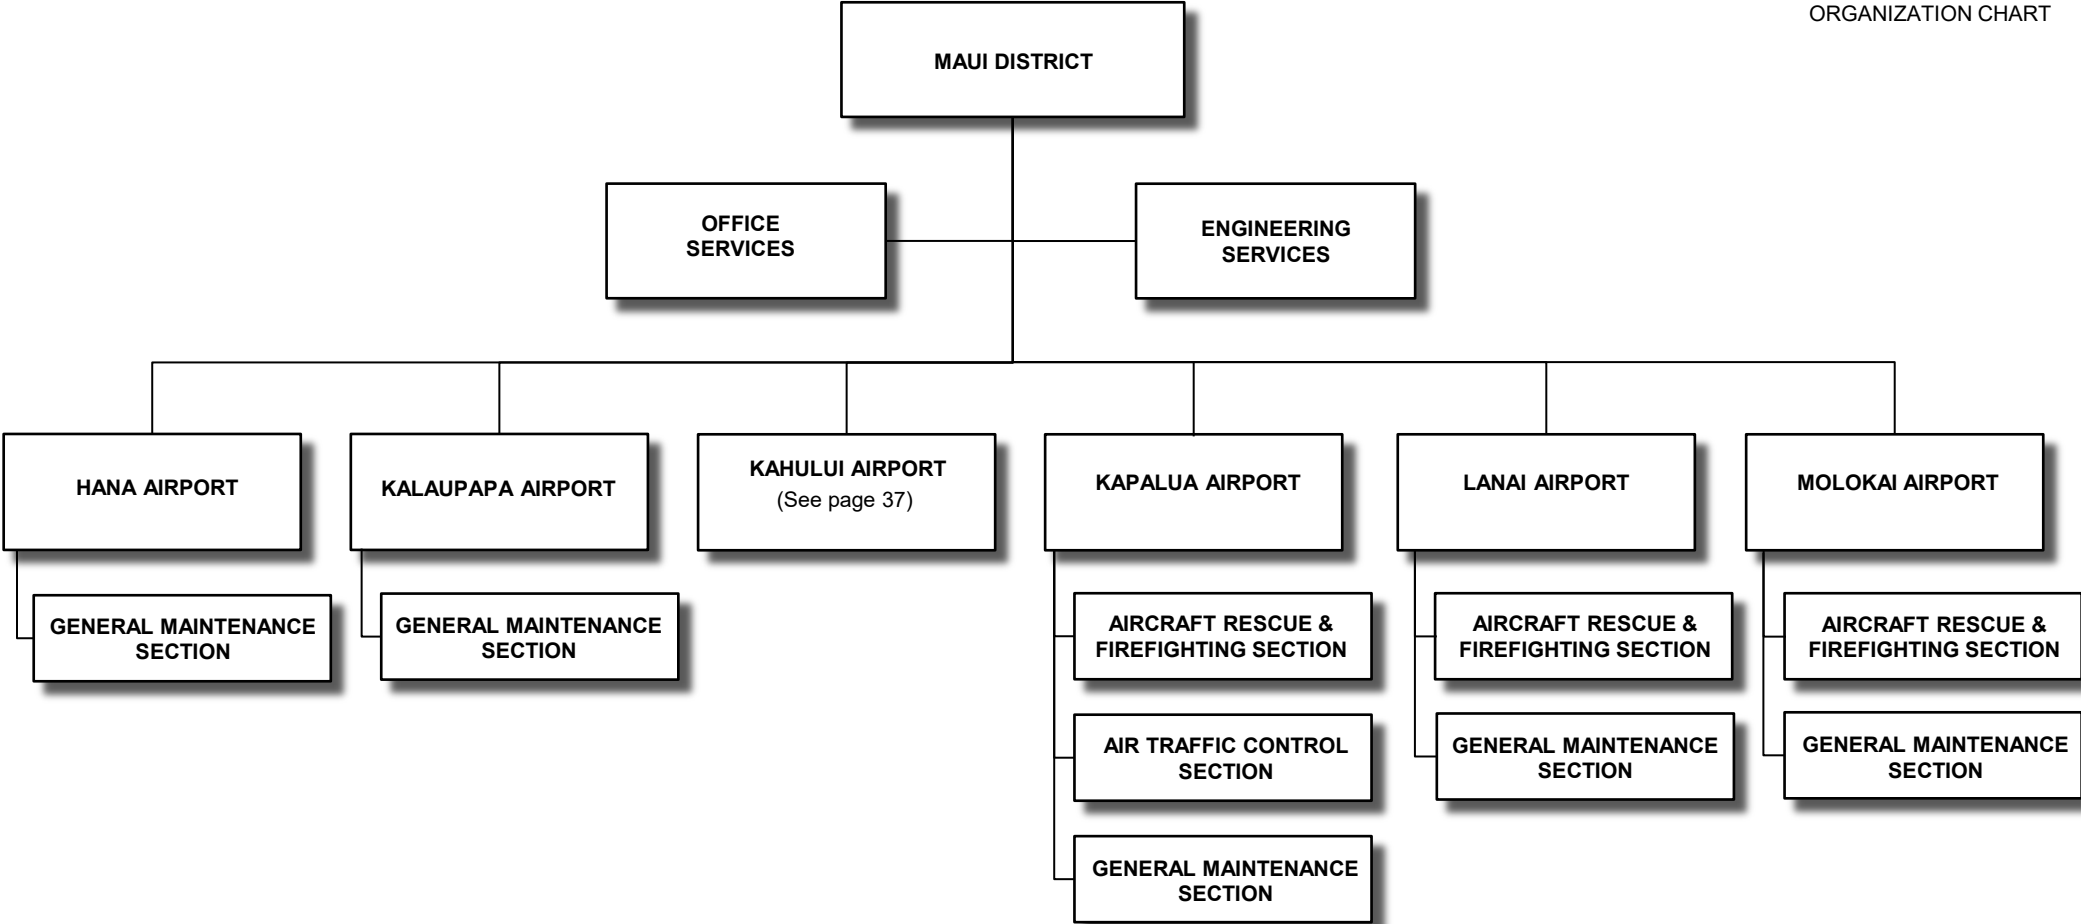 ORGANIZATION CHART
MAUI DISTRICT
OFFICE
SERVICES
ENGINEERING
SERVICES
HANA AIRPORT
KALAUPAPA AIRPORT
KAHULUI AIRPORT
(See page 37)
KAPALUA AIRPORT
LANAI AIRPORT
MOLOKAI AIRPORT
GENERAL MAINTENANCE
SECTION
GENERAL MAINTENANCE
SECTION
AIRCRAFT RESCUE &
FIREFIGHTING SECTION
AIR TRAFFIC CONTROL
SECTION
GENERAL MAINTENANCE
SECTION
AIRCRAFT RESCUE &
FIREFIGHTING SECTION
GENERAL MAINTENANCE
SECTION
AIRCRAFT RESCUE &
FIREFIGHTING SECTION
GENERAL MAINTENANCE
SECTION